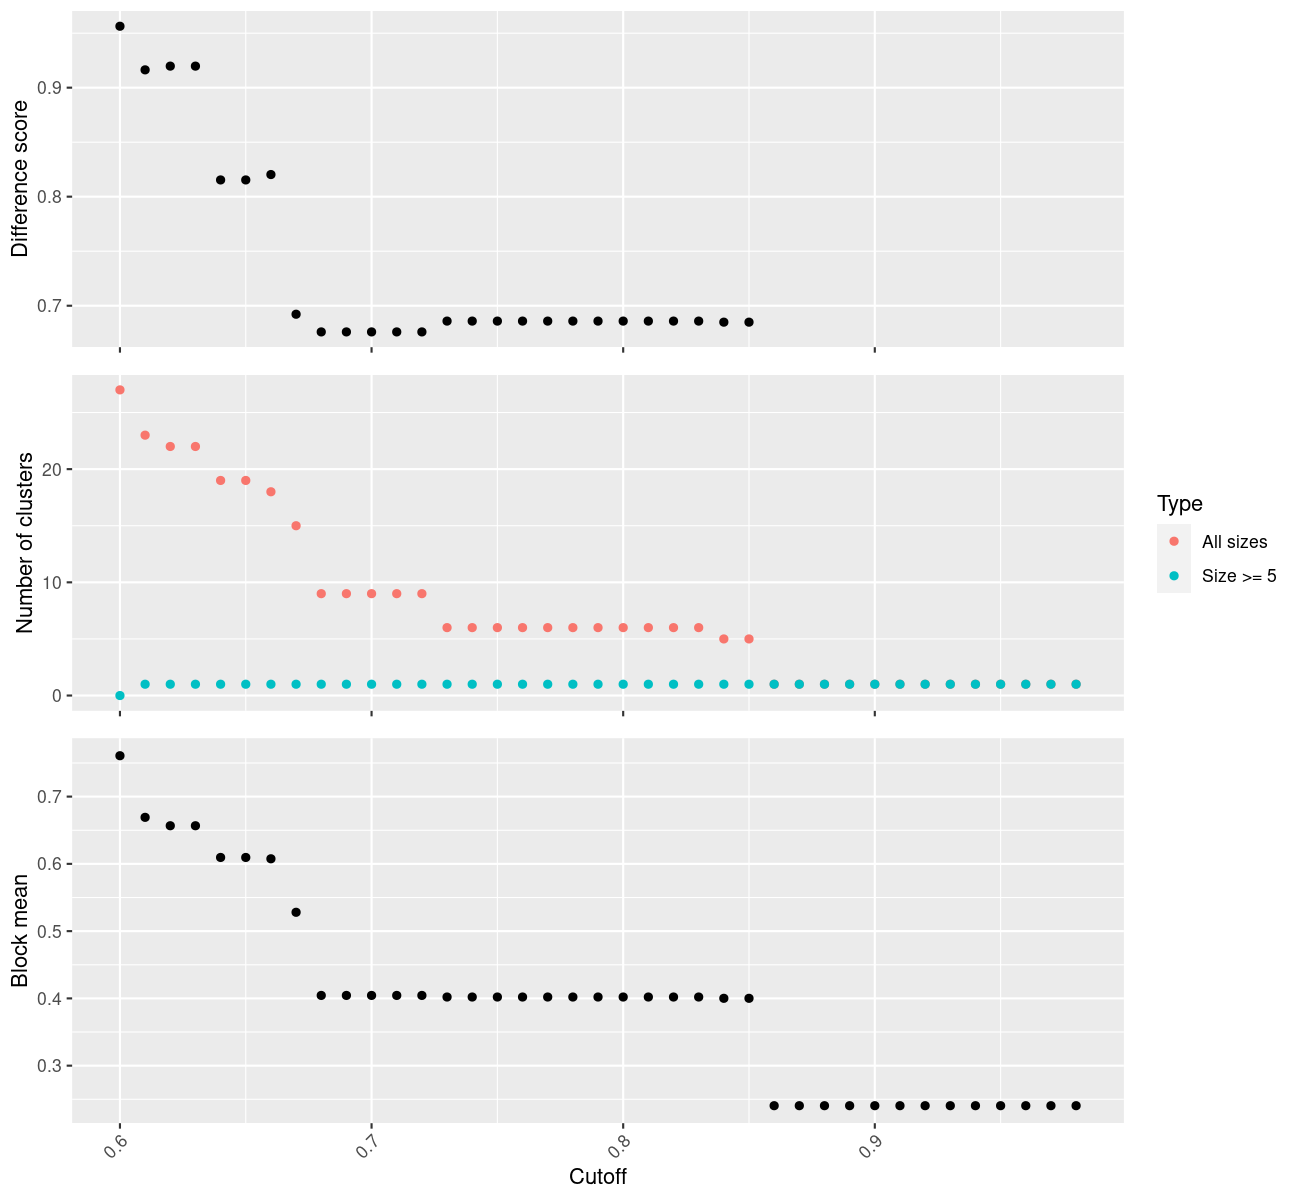 Difference score
0.9
0.8
0.7
Number of clusters
20
10
0
Type
All sizes
Size >= 5
Block mean
0.7
0.6
0.5
0.4
0.3
0.6
0.7
0.8
0.9
Cutoff